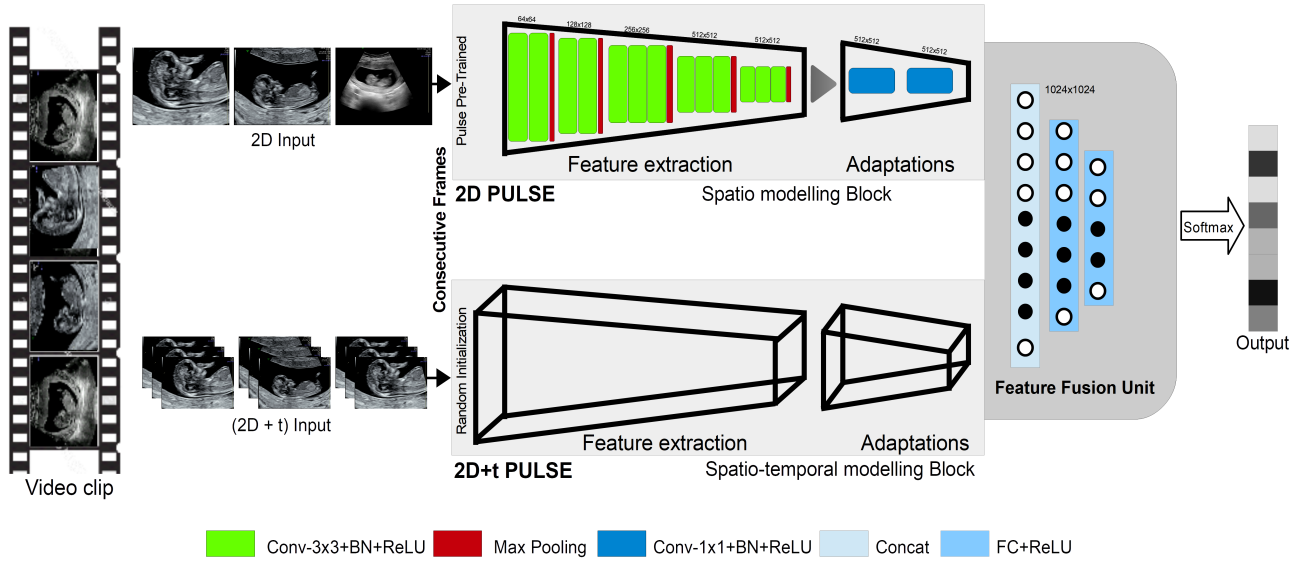 64x64
128x128
256x256
512x512
512x512
512x512
512x512
Pulse Pre-Trained
2D Input
Feature extraction
Adaptations
2D PULSE
Spatio modelling Block
Consecutive Frames
1024x1024
Softmax
Output
Feature Fusion Unit
Random Initialization
(2D + t) Input
Feature extraction
Adaptations
2D+t PULSE
Spatio-temporal modelling Block
Video clip
Conv-3x3+BN+ReLU
Max Pooling
Conv-1x1+BN+ReLU
Concat
FC+ReLU